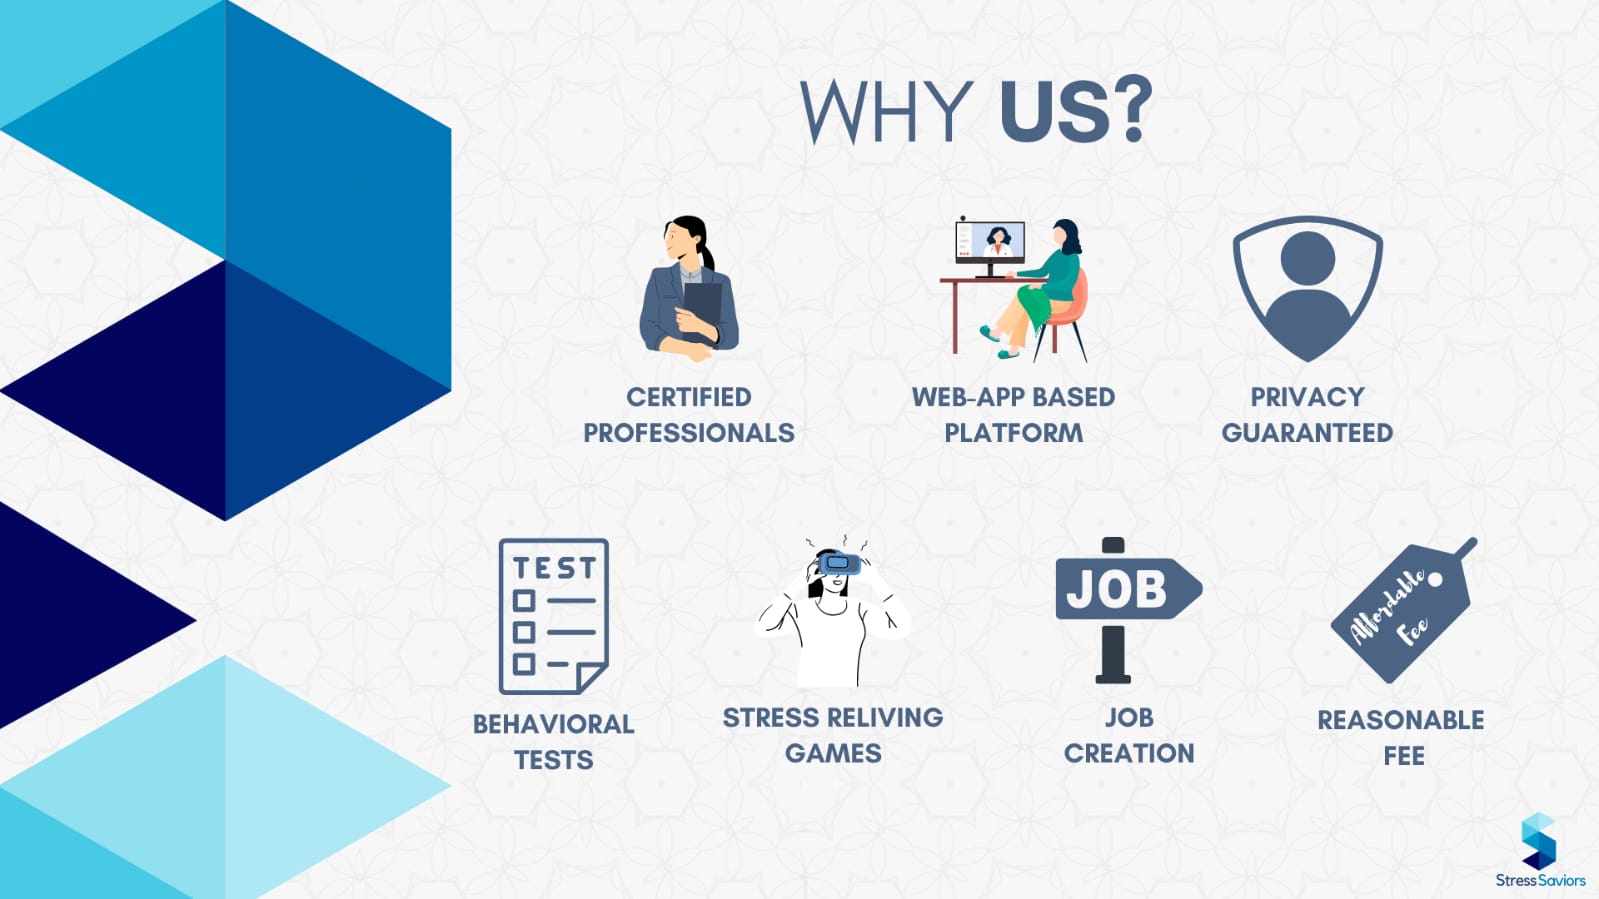 WHY US?
CERTIFIED
PROFESSIONALS
WEB-APP BASED
PLATFORM
PRIVACY
GUARANTEED
TEST
BEHAVIORAL
TESTS
STRESS RELIVING
GAMES
JOB
JOB
CREATION
Affordable
Fee
REASONABLE
FEE
StressSaviors